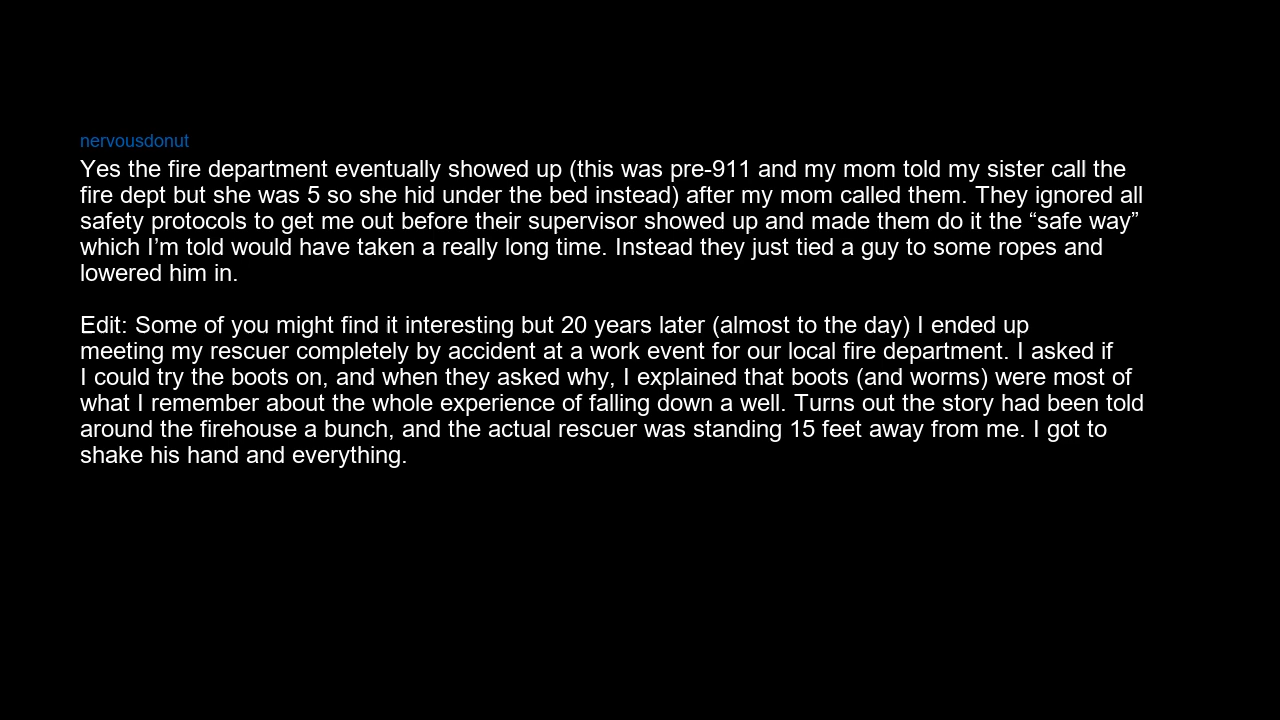 nervousdonut
Yes the fire department eventually showed up (this was pre-911 and my mom told my sister call the
fire dept but she was 5 so she hid under the bed instead) after my mom called them. They ignored all
safety protocols to get me out before their supervisor showed up and made them do it the “safe way”
which I’m told would have taken a really long time. Instead they just tied a guy to some ropes and
lowered him in.
Edit: Some of you might find it interesting but 20 years later (almost to the day) I ended up
meeting my rescuer completely by accident at a work event for our local fire department. I asked if
I could try the boots on, and when they asked why, I explained that boots (and worms) were most of
what I remember about the whole experience of falling down a well. Turns out the story had been told
around the firehouse a bunch, and the actual rescuer was standing 15 feet away from me. I got to
shake his hand and everything.